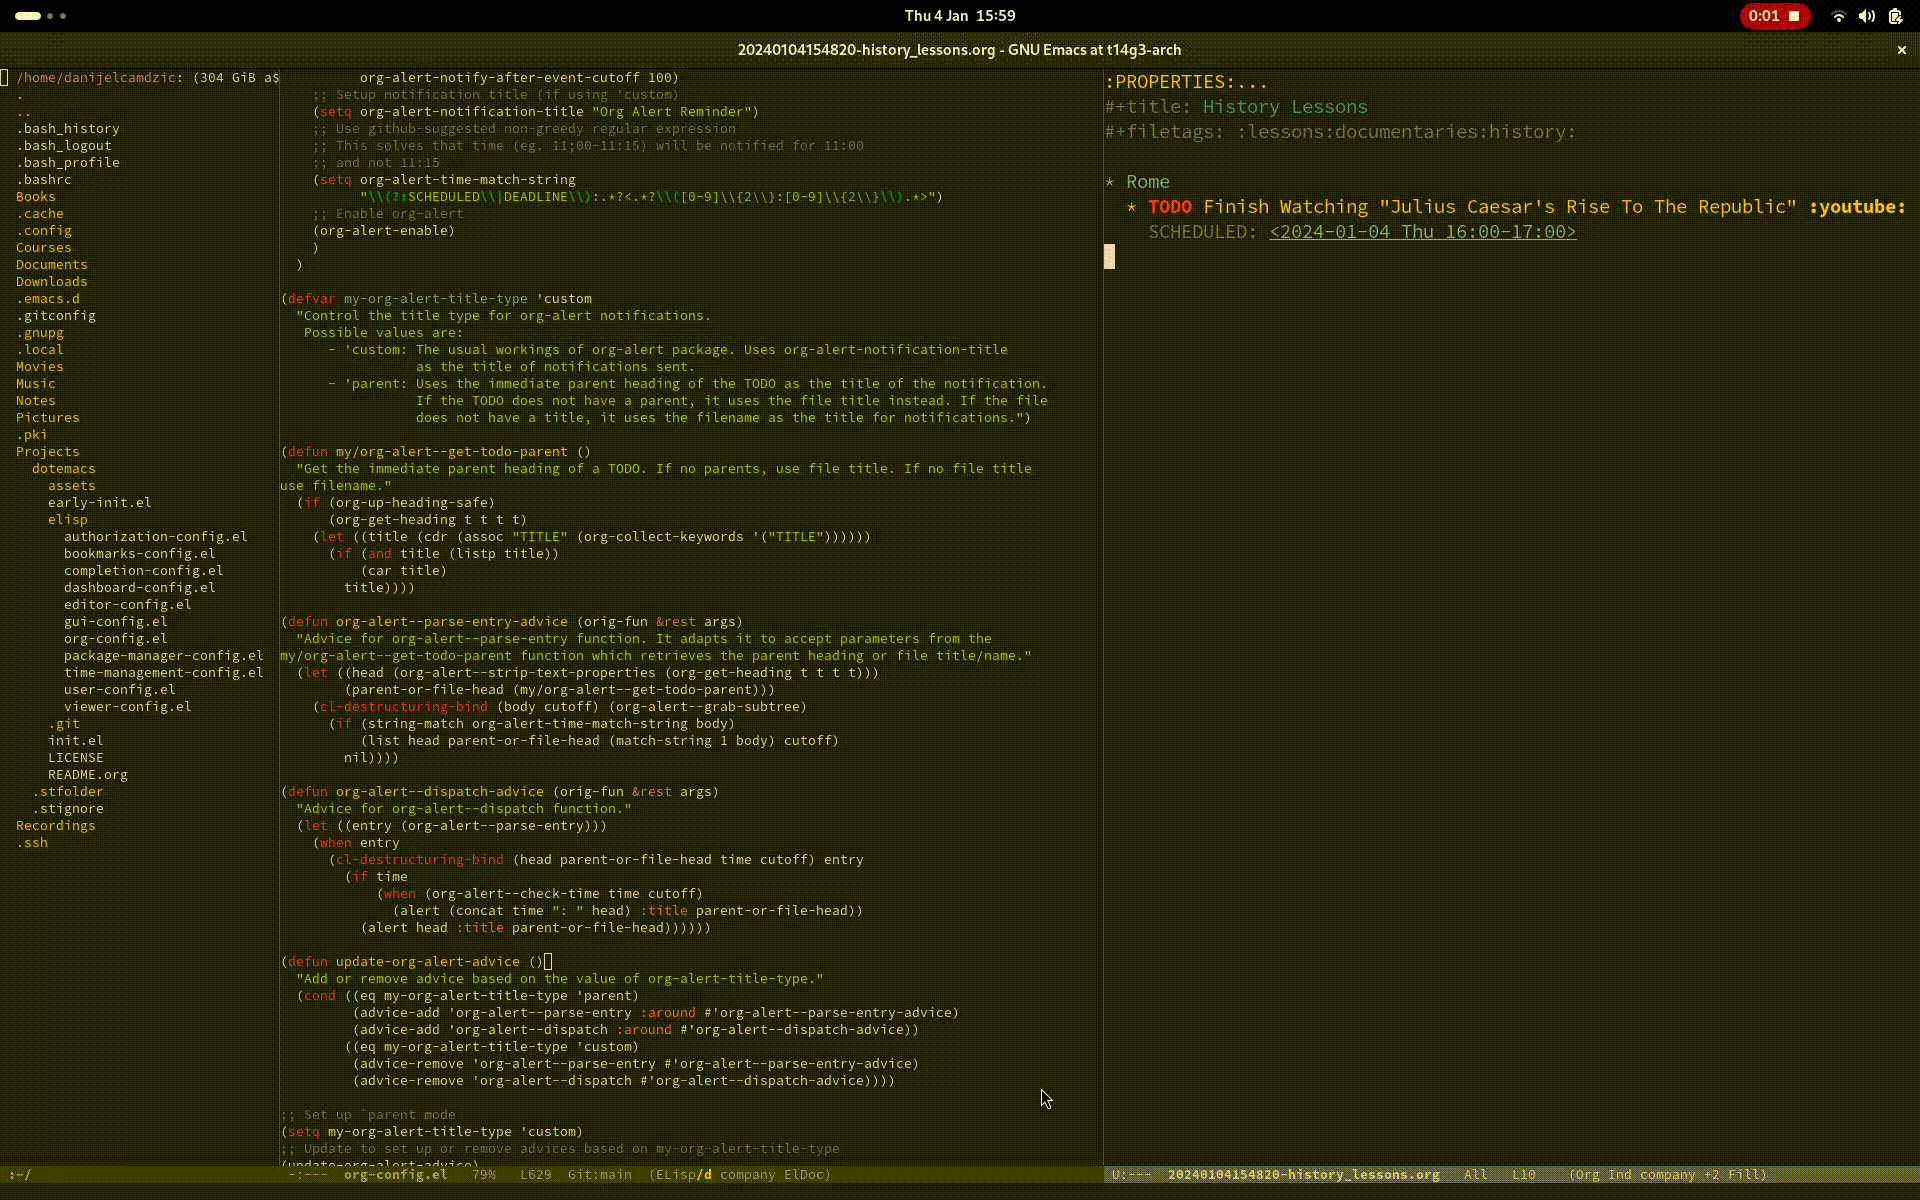 Thu 4 Jan 15:59
0:01
20240104154820-history_lessons.org - GNU Emacs at t14g3-arch
/home/danijelcamdzic: (304 GiB a$
.
..
.bash_history
.bash_logout
.bash_profile
.bashrc
Books
.cache
.config
Courses
Documents
Downloads
.emacs.d
.gitconfig
.gnupg
.local
Movies
Music
Notes
Pictures
.pki
Projects
dotemacs
assets
early-init.el
elisp
authorization-config.el
bookmarks-config.el
completion-config.el
dashboard-config.el
editor-config.el
gui-config.el
org-config.el
package-manager-config.el
time-management-config.el
user-config.el
viewer-config.el
.git
init.el
LICENSE
README.org
.stfolder
.stignore
Recordings
.ssh
:~/
org-alert-notify-after-event-cutoff 100)
;; Setup notification title (if using 'custom)
(setq org-alert-notification-title "Org Alert Reminder")
;; Use github-suggested non-greedy regular expression
;; This solves that time (eg. 11;00-11:15) will be notified for 11:00
;; and not 11:15
(setq org-alert-time-match-string
"\\(?:SCHEDULED\\|DEADLINE\\):.*?<.*?\\([0-9]\\{2\\}:[0-9]\\{2\\}\\).*>")
;; Enable org-alert
(org-alert-enable)
)
)
(defvar my-org-alert-title-type 'custom
"Control the title type for org-alert notifications.
Possible values are:
- 'custom: The usual workings of org-alert package. Uses org-alert-notification-title
as the title of notifications sent.
- 'parent: Uses the immediate parent heading of the TODO as the title of the notification.
If the TODO does not have a parent, it uses the file title instead. If the file
does not have a title, it uses the filename as the title for notifications.")
(defun my/org-alert--get-todo-parent ()
"Get the immediate parent heading of a TODO. If no parents, use file title. If no file title
use filename."
(if (org-up-heading-safe)
(org-get-heading t t t t)
(let ((title (cdr (assoc "TITLE" (org-collect-keywords '("TITLE"))))))
(if (and title (listp title))
(car title)
title))))
(defun org-alert--parse-entry-advice (orig-fun &rest args)
"Advice for org-alert--parse-entry function. It adapts it to accept parameters from the
my/org-alert--get-todo-parent function which retrieves the parent heading or file title/name."
(let ((head (org-alert--strip-text-properties (org-get-heading t t t t)))
(parent-or-file-head (my/org-alert--get-todo-parent)))
(cl-destructuring-bind (body cutoff) (org-alert--grab-subtree)
(if (string-match org-alert-time-match-string body)
(list head parent-or-file-head (match-string 1 body) cutoff)
nil))))
(defun org-alert--dispatch-advice (orig-fun &rest args)
"Advice for org-alert--dispatch function."
(let ((entry (org-alert--parse-entry)))
(when entry
(cl-destructuring-bind (head parent-or-file-head time cutoff) entry
(if time
(when (org-alert--check-time time cutoff)
(alert (concat time ": " head) :title parent-or-file-head))
(alert head :title parent-or-file-head))))))
(defun update-org-alert-advice ()
"Add or remove advice based on the value of org-alert-title-type."
(cond ((eq my-org-alert-title-type 'parent)
(advice-add 'org-alert--parse-entry :around #'org-alert--parse-entry-advice)
(advice-add 'org-alert--dispatch :around #'org-alert--dispatch-advice))
((eq my-org-alert-title-type 'custom)
(advice-remove 'org-alert--parse-entry #'org-alert--parse-entry-advice)
(advice-remove 'org-alert--dispatch #'org-alert--dispatch-advice))))
;; Set up `parent mode
(setq my-org-alert-title-type 'custom)
;; Update to set up or remove advices based on my-org-alert-title-type
(update-org-alert-advice)
-:--- org-config.el 79% L629 Git:main (ELisp/d company ElDoc)
:PROPERTIES:...
#+title: History Lessons
#+filetags: :lessons:documentaries:history:
* Rome
* TODO Finish Watching "Julius Caesar's Rise To The Republic" :youtube:
SCHEDULED: <2024-01-04 Thu 16:00-17:00>
U:--- 20240104154820-history_lessons.org All L10 (Org Ind company +2 Fill)